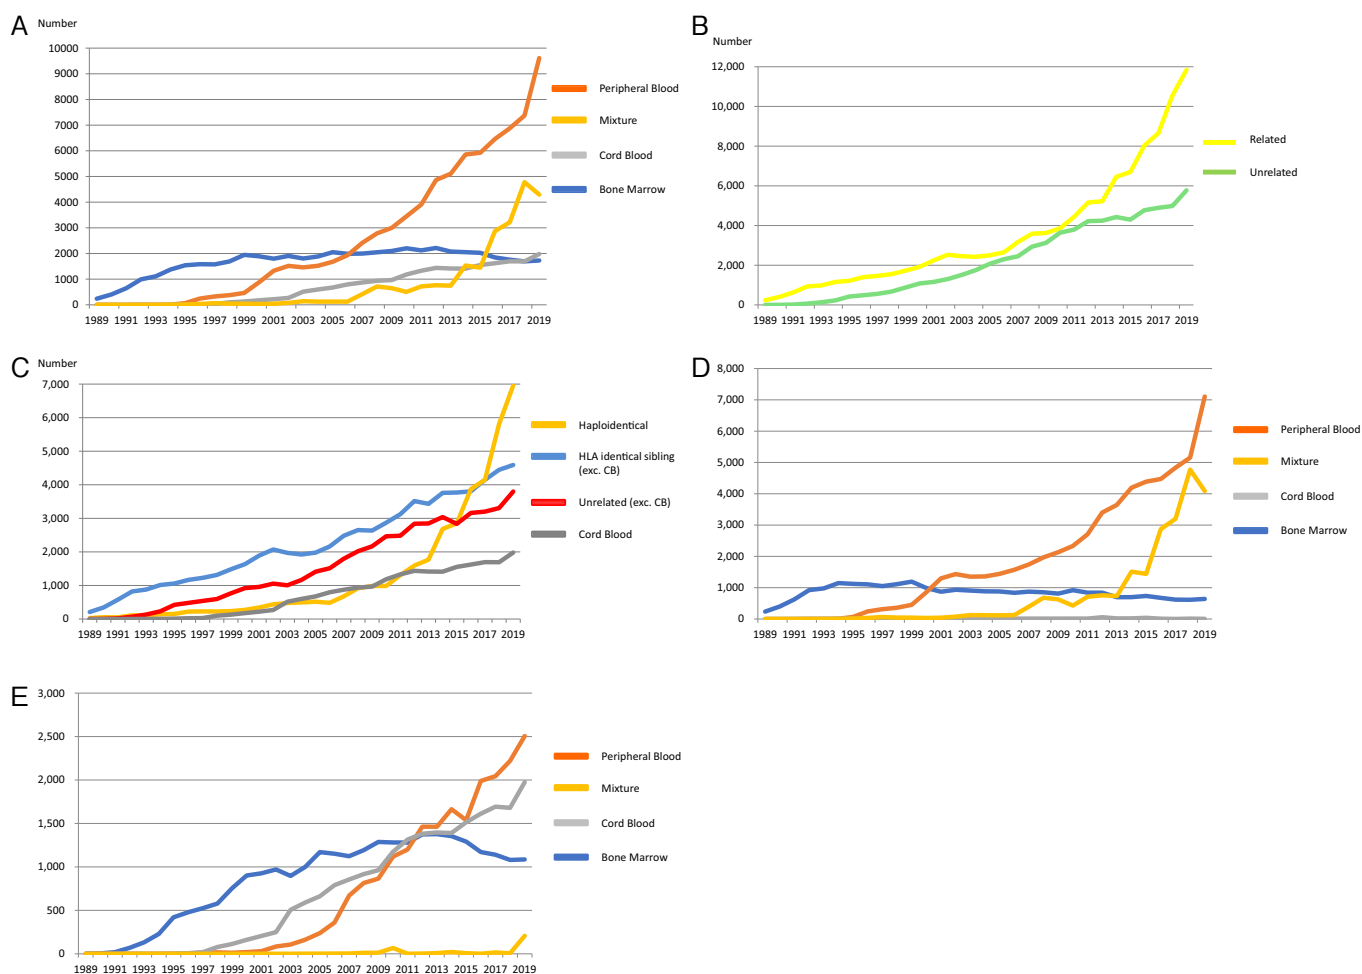 A
Number
10000
9000
8000
7000
6000
5000
4000
3000
2000
1000
0
1989 1991 1993 1995 1997 1999 2001 2003 2005 2007 2009 2011 2013 2015 2017 2019
Peripheral Blood
Mixture
Cord Blood
Bone Marrow
B
Number
12,000
10,000
8,000
6,000
4,000
2,000
0
1989 1991 1993 1995 1997 1999 2001 2003 2005 2007 2009 2011 2013 2015 2017 2019
Related
Unrelated
C
Number
7,000
6,000
5,000
4,000
3,000
2,000
1,000
0
1989 1991 1993 1995 1997 1999 2001 2003 2005 2007 2009 2011 2013 2015 2017 2019
Haploidentical
HLA identical sibling
(exc. CB)
Unrelated (exc. CB)
Cord Blood
D
8,000
7,000
6,000
5,000
4,000
3,000
2,000
1,000
0
1989 1991 1993 1995 1997 1999 2001 2003 2005 2007 2009 2011 2013 2015 2017 2019
Peripheral Blood
Mixture
Cord Blood
Bone Marrow
E
3,000
2,500
2,000
1,500
1,000
500
0
1989 1991 1993 1995 1997 1999 2001 2003 2005 2007 2009 2011 2013 2015 2017 2019
Peripheral Blood
Mixture
Cord Blood
Bone Marrow